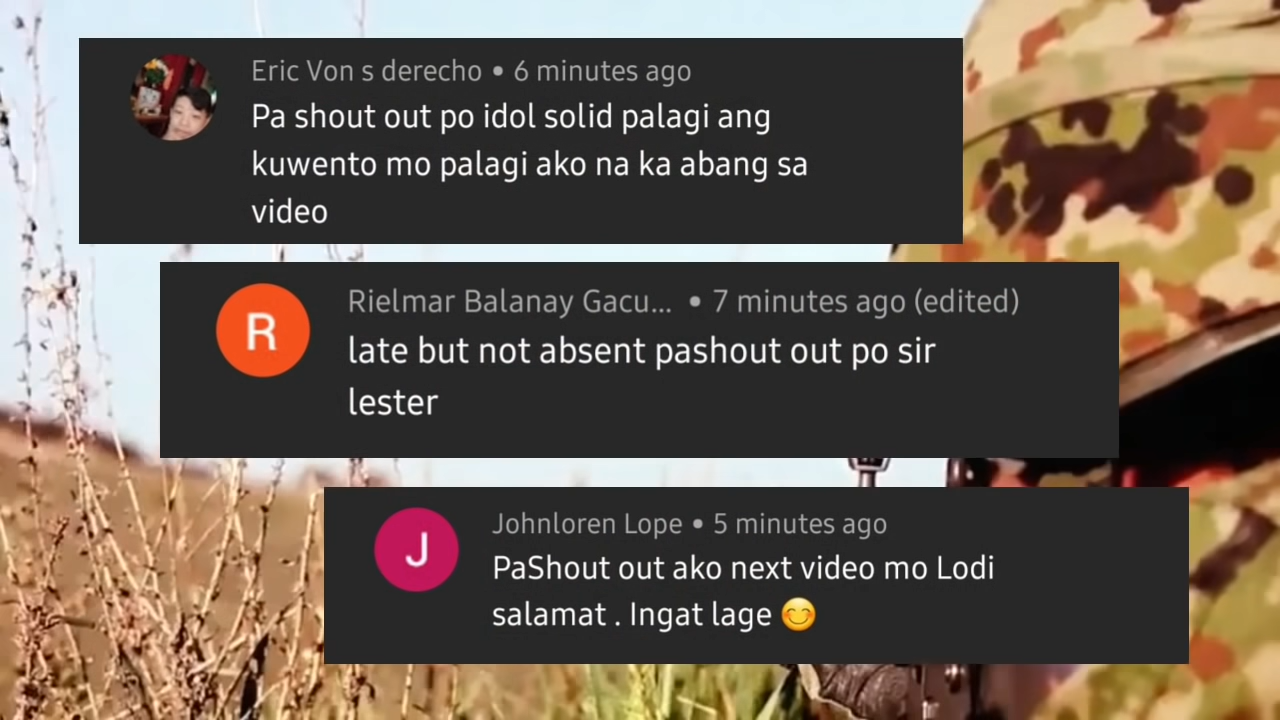 Eric Von s derecho • 6 minutes ago
Pa shout out po idol solid palagi ang
kuwento mo palagi ako na ka abang sa
video
R
Rielmar Balanay Gacu... • 7 minutes ago (edited)
late but not absent pashout out po sir
lester
J
Johnloren Lope • 5 minutes ago
PaShout out ako next video mo Lodi
salamat . Ingat lage 😊